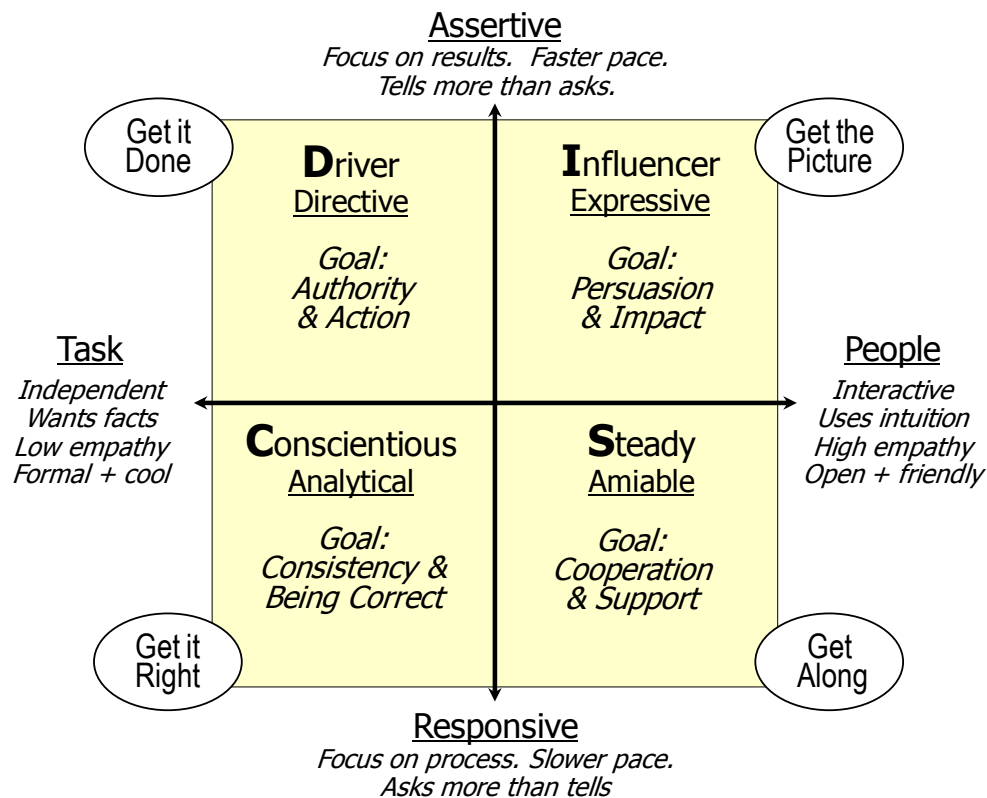 Assertive
Focus on results.  Faster pace.
Tells more than asks.
Get it
Done
Get the
Picture
Driver
Directive
Goal:
Authority
& Action
Influencer
Expressive
Goal:
Persuasion
& Impact
Task
Independent
Wants facts
Low empathy
Formal + cool
People
Interactive
Uses intuition
High empathy
Open + friendly
Conscientious
Analytical
Goal:
Consistency &
Being Correct
Steady
Amiable
Goal:
Cooperation
& Support
Get it
Right
Get
Along
Responsive
Focus on process. Slower pace.
Asks more than tells